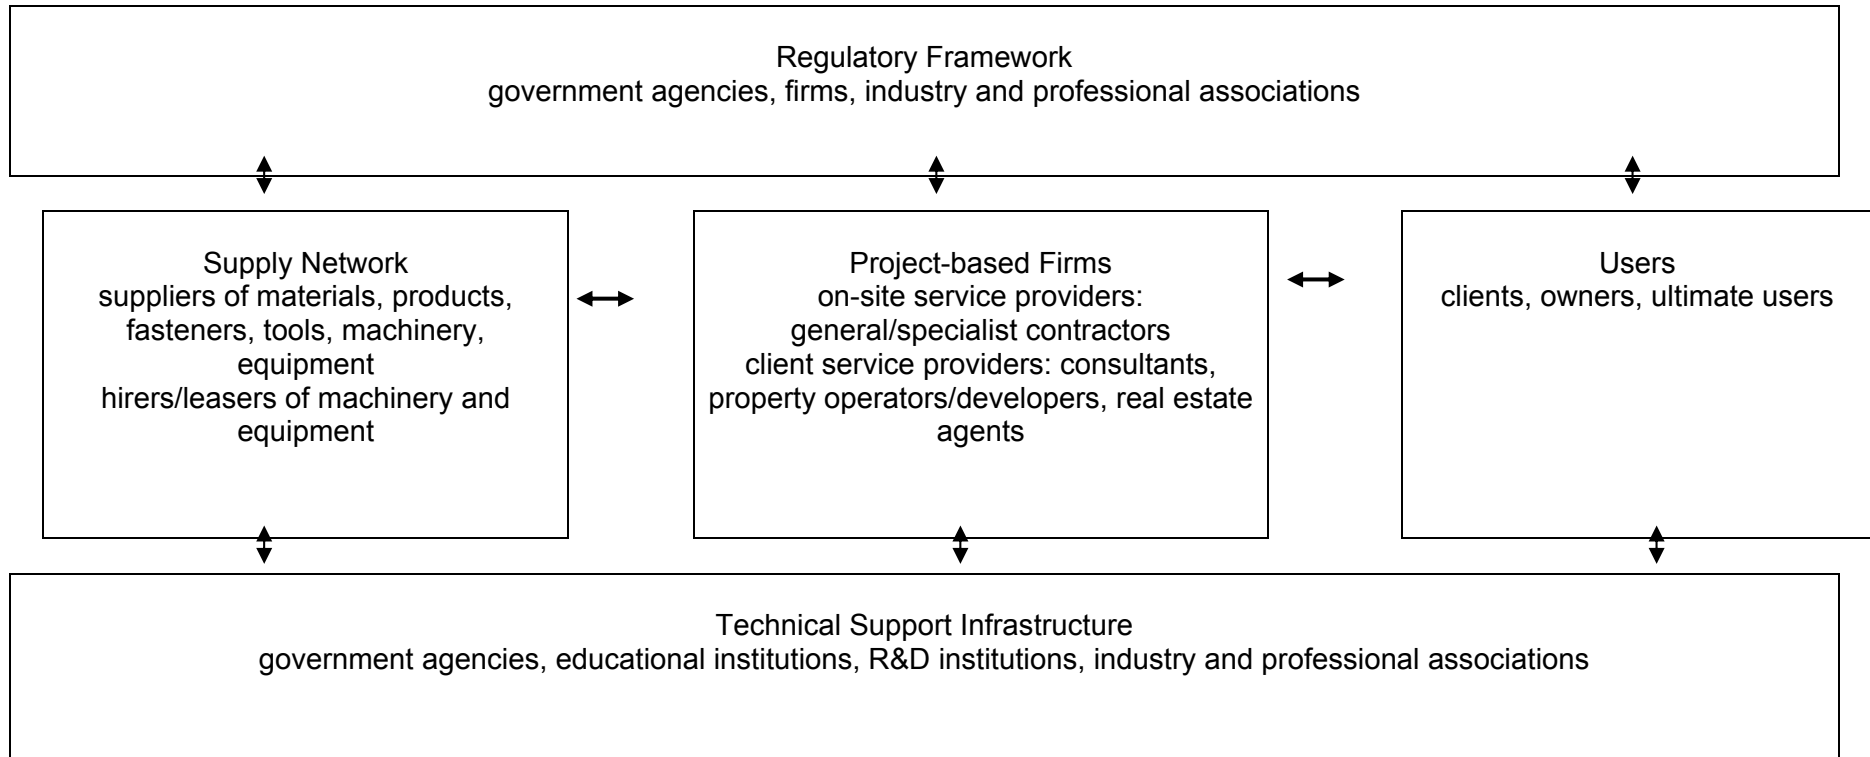 Regulatory Framework
government agencies, firms, industry and professional associations
Supply Network
suppliers of materials, products,
fasteners, tools, machinery,
equipment
hirers/leasers of machinery and
equipment
Project-based Firms
on-site service providers:
general/specialist contractors
client service providers: consultants,
property operators/developers, real estate
agents
Users
clients, owners, ultimate users
Technical Support Infrastructure
government agencies, educational institutions, R&D institutions, industry and professional associations